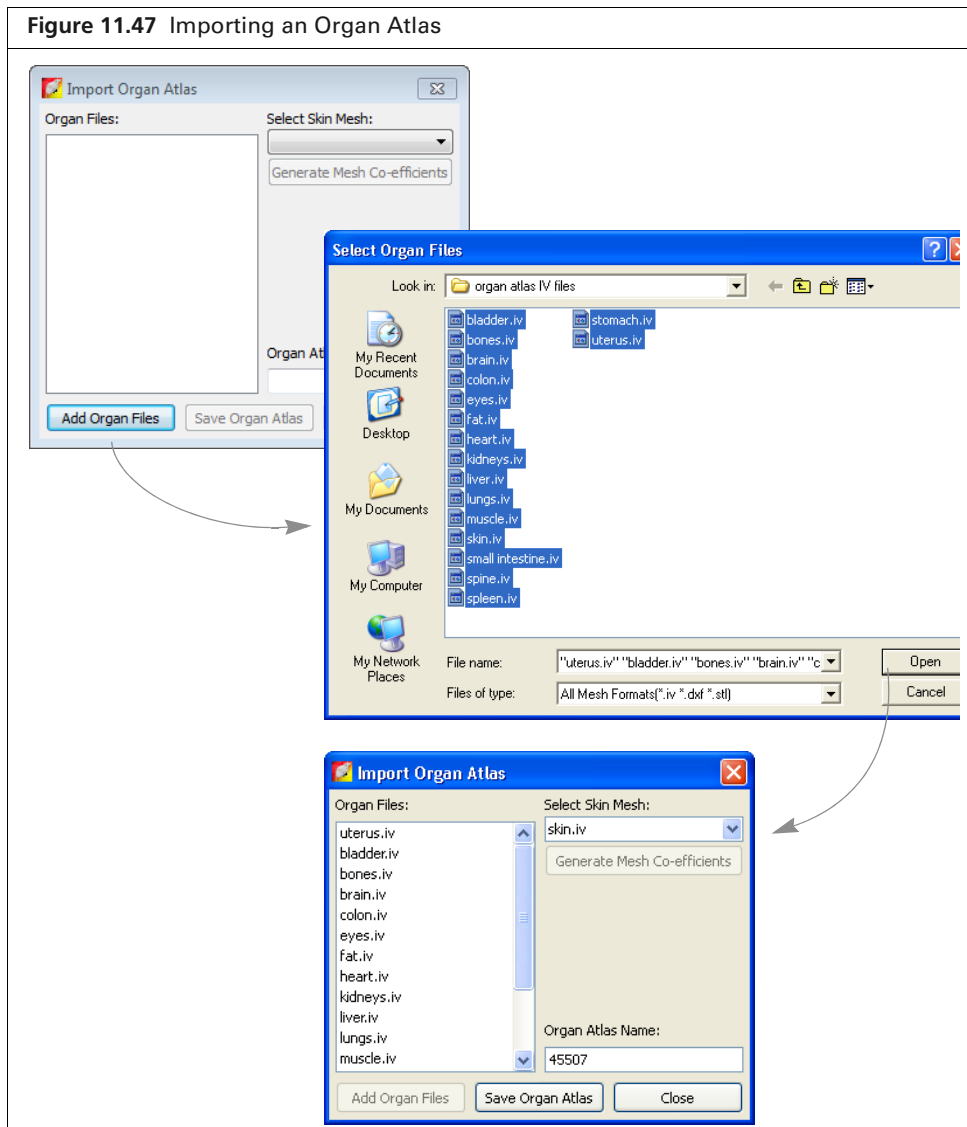 Figure 11.47 Importing an Organ Atlas
Import Organ Atlas
Organ Files:
Select Skin Mesh:
Generate Mesh Co-efficients
Organ At
Add Organ Files
Save Organ Atlas
Select Organ Files
Look in:
organ atlas IV files
My Recent Documents
Desktop
My Documents
My Computer
My Network Places
bladder.iv
bones.iv
brain.iv
colon.iv
eyes.iv
fat.iv
heart.iv
kidneys.iv
liver.iv
lungs.iv
muscle.iv
skin.iv
small intestine.iv
spine.iv
spleen.iv
stomach.iv
uterus.iv
File name:
"uterus.iv" "bladder.iv" "bones.iv" "brain.iv" "c
Open
Files of type:
All Mesh Formats(*.iv *.dxf *.stl)
Cancel
Import Organ Atlas
Organ Files:
uterus.iv
bladder.iv
bones.iv
brain.iv
colon.iv
eyes.iv
fat.iv
heart.iv
kidneys.iv
liver.iv
lungs.iv
muscle.iv
Select Skin Mesh:
skin.iv
Generate Mesh Co-efficients
Organ Atlas Name:
45507
Add Organ Files
Save Organ Atlas
Close